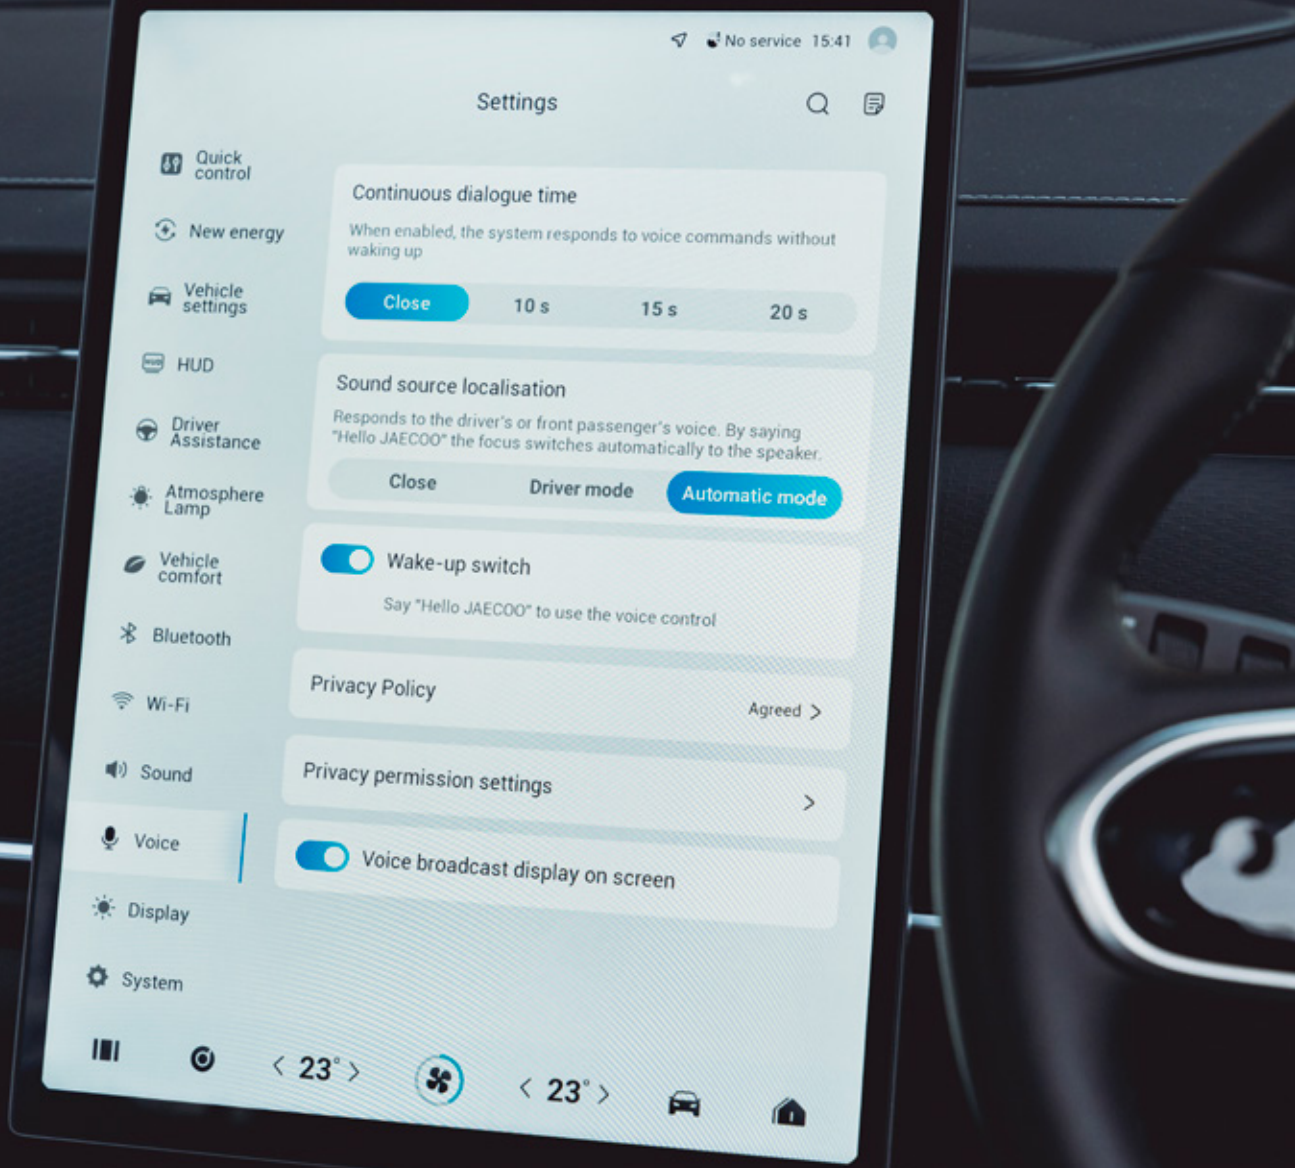 No service 15:41
Settings
Quick
control
New energy
Vehicle
settings
HUD
Driver
Assistance
Atmosphere
Lamp
Vehicle
comfort
Bluetooth
Wi-Fi
Sound
Voice
Display
System
Continuous dialogue time
When enabled, the system responds to voice commands without
waking up
Close 10 s 15 s 20 s
Sound source localisation
Responds to the driver's or front passenger's voice. By saying
"Hello JAECOO" the focus switches automatically to the speaker.
Close Driver mode Automatic mode
Wake-up switch
Say "Hello JAECOO" to use the voice control
Privacy Policy
Agreed >
Privacy permission settings
>
Voice broadcast display on screen
< 23° > < 23° >